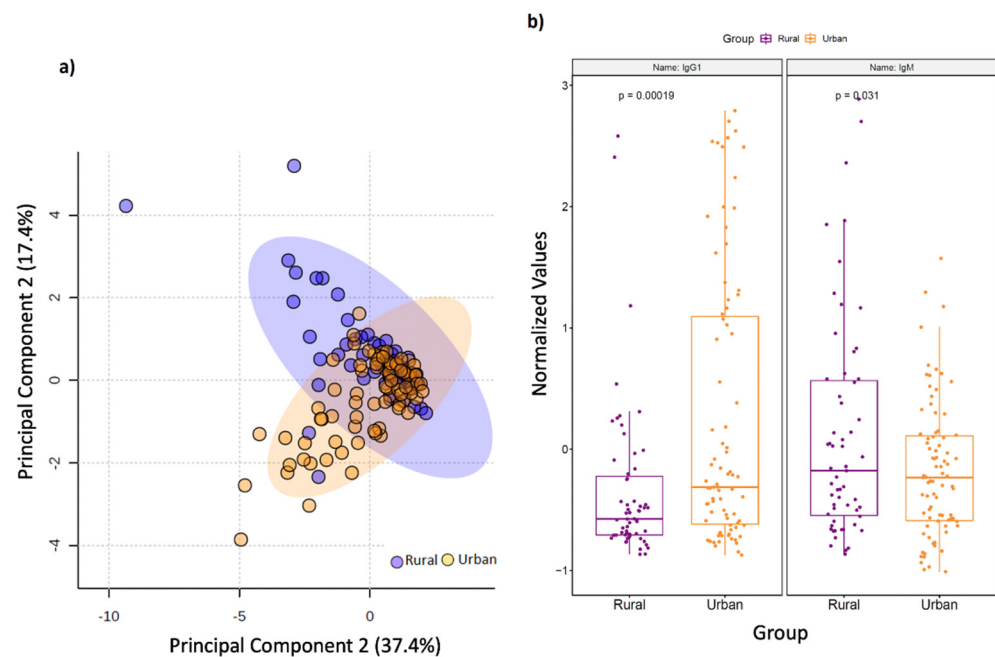 a)
Principal Component 2 (17.4%)
4
2
0
-2
-4
-10
-5
0
Rural
Urban
Principal Component 2 (37.4%)
b)
Group Rural Urban
Name: IgG1
Name: IgM
p = 0.00019
p = 0.031
Normalized Values
3
2
1
0
-1
Rural
Urban
Rural
Urban
Group